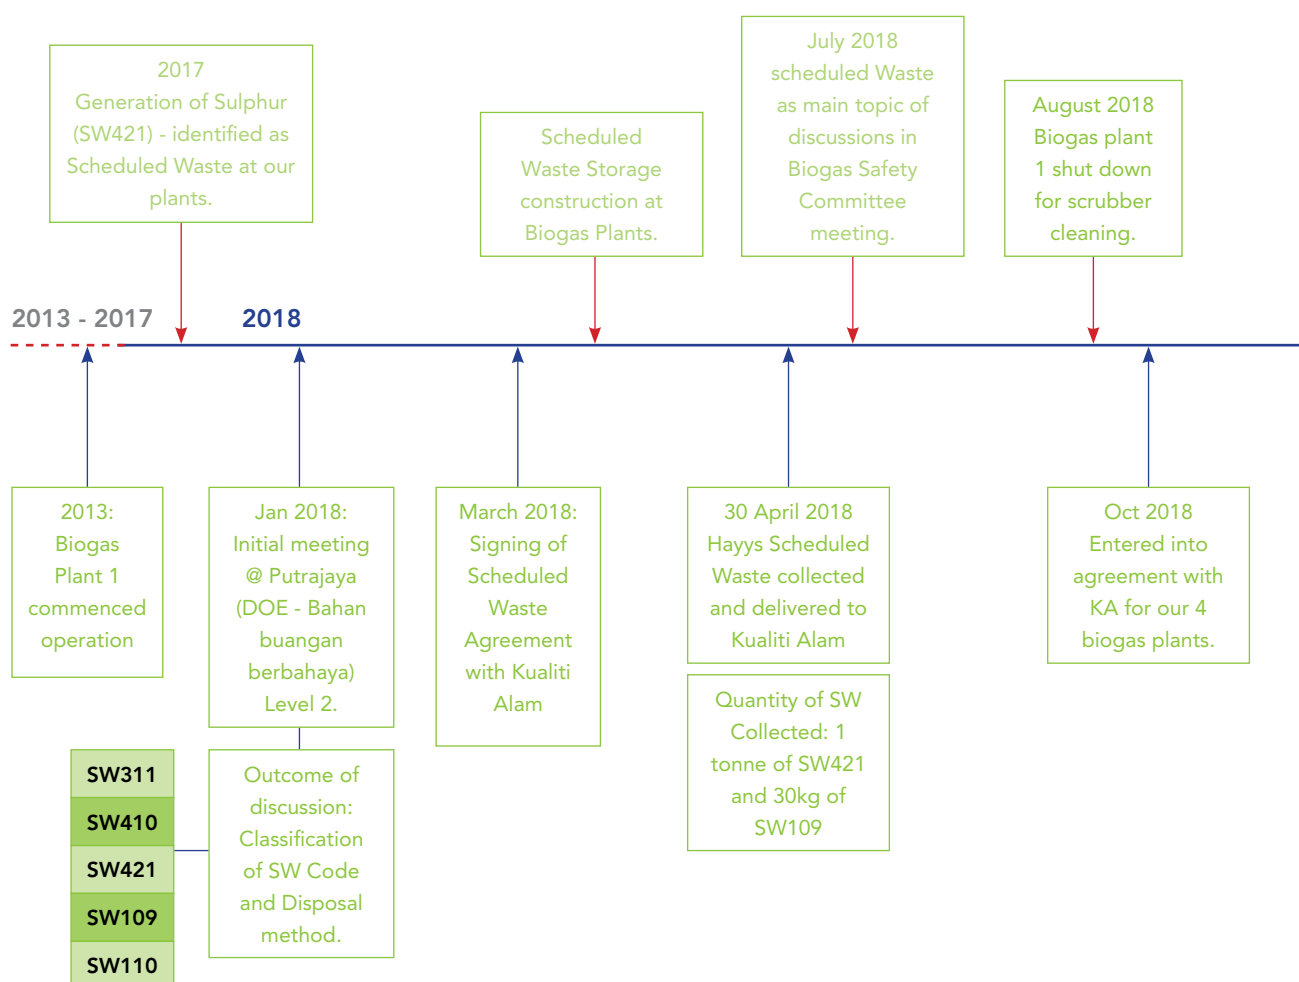 2017
Generation of Sulphur
(SW421) - identified as
Scheduled Waste at our
plants.
Scheduled
Waste Storage
construction at
Biogas Plants.
July 2018
scheduled Waste
as main topic of
discussions in
Biogas Safety
Committee
meeting.
August 2018
Biogas plant
1 shut down
for scrubber
cleaning.
2013 - 2017
2018
2013:
Biogas
Plant 1
commenced
operation
Jan 2018:
Initial meeting
@ Putrajaya
(DOE - Bahan
buangan
berbahaya)
Level 2.
March 2018:
Signing of
Scheduled
Waste
Agreement
with Kualiti
Alam
30 April 2018
Hayys Scheduled
Waste collected
and delivered to
Kualiti Alam
Oct 2018
Entered into
agreement with
KA for our 4
biogas plants.
Quantity of SW
Collected: 1
tonne of SW421
and 30kg of
SW109
SW311
SW410
SW421
SW109
SW110
Outcome of
discussion:
Classification
of SW Code
and Disposal
method.